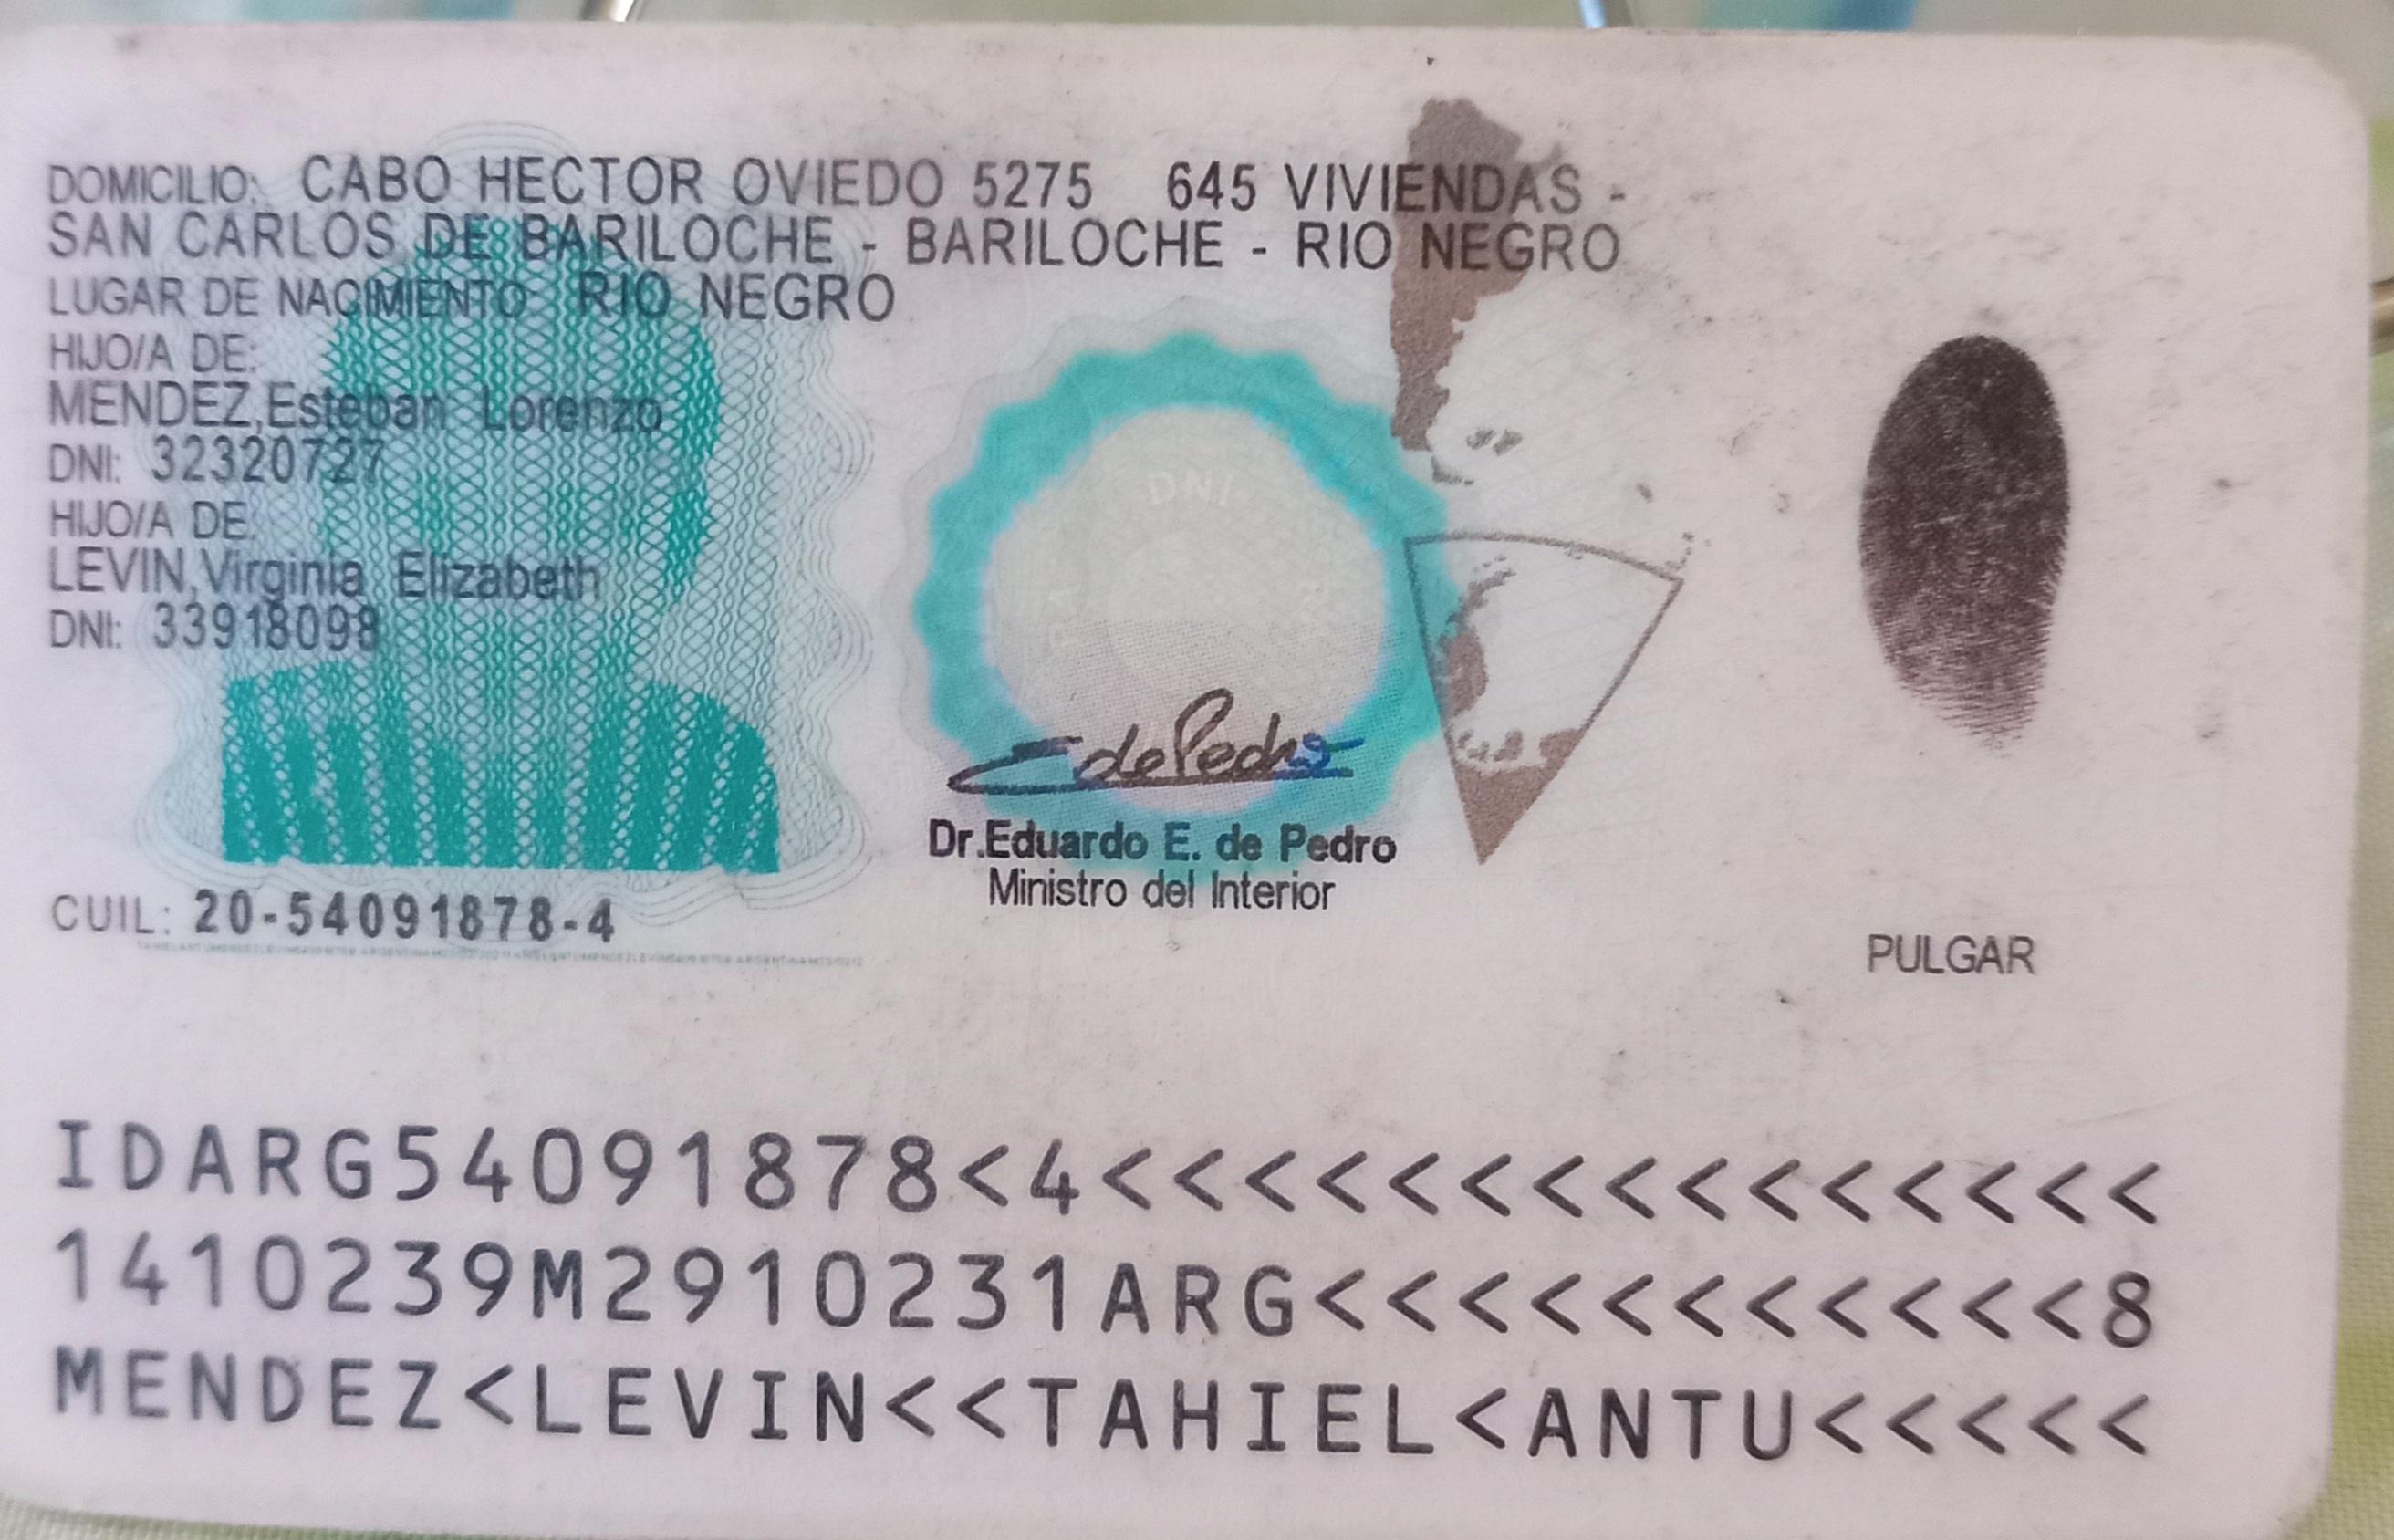 DOMICILIO: CABO HECTOR OVIEDO 5275 645 VIVIENDAS -
SAN CARLOS DE BARILOCHE - BARILOCHE - RIO NEGRO
LUGAR DE NACIMIENTO RIO NEGRO
HIJO/A DE:
MENDEZ,Esteban Lorenzo
DNI: 32320727
HIJO/A DE:
LEVIN,Virginia Elizabeth
DNI: 33918098
DNI
E de Pedro
Dr.Eduardo E. de Pedro
Ministro del Interior
CUIL: 20-54091878-4
PULGAR
IDARG54091878<4<<<<<<<<<<<<<<<
1410239M2910231ARG<<<<<<<<<<<8
MENDEZ<LEVIN<<TAHIEL<ANTU<<<<<